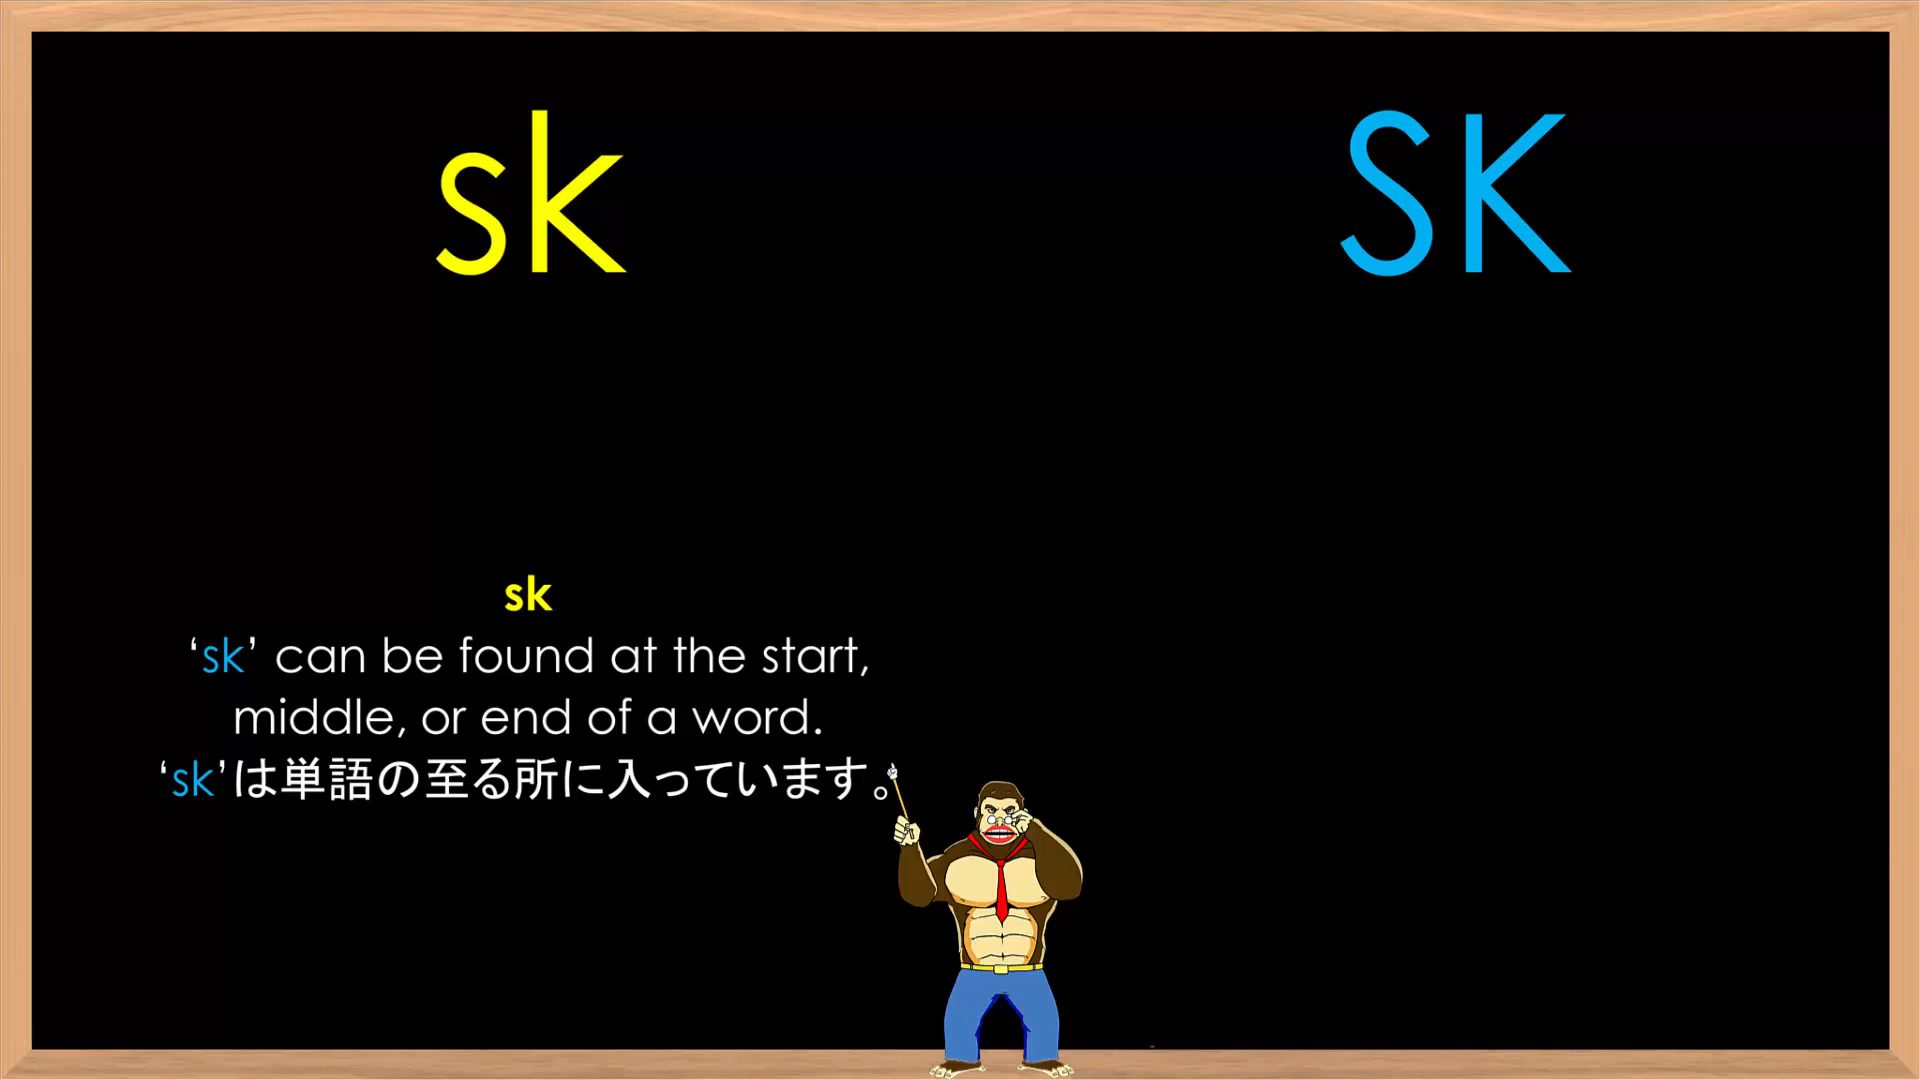 sk
SK
sk
‘sk’ can be found at the start,
middle, or end of a word.
‘sk’は単語の至る所に入っています。